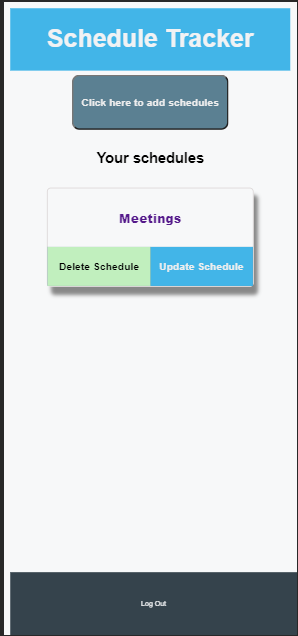 Schedule Tracker
Click here to add schedules
Your schedules
Meetings
Delete Schedule Update Schedule
Log Out